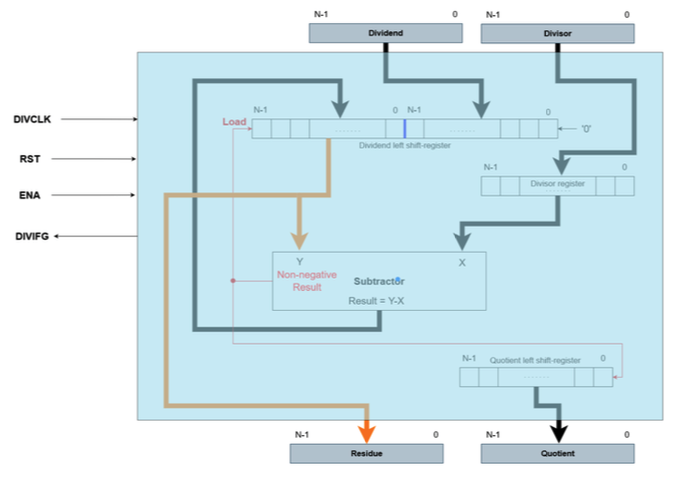 N-1 0 N-1 0
Dividend Divisor
N-1 0 N-1 0
Load ........ ........ '0'
Dividend left shift-register
DIVCLK
N-1 0
RST
Divisor register
ENA
DIVIFG
Y X
Non-negative
Result
Subtractor
Result = Y-X
N-1 Quotient left shift-register 0
........
N-1 0 N-1 0
Residue Quotient